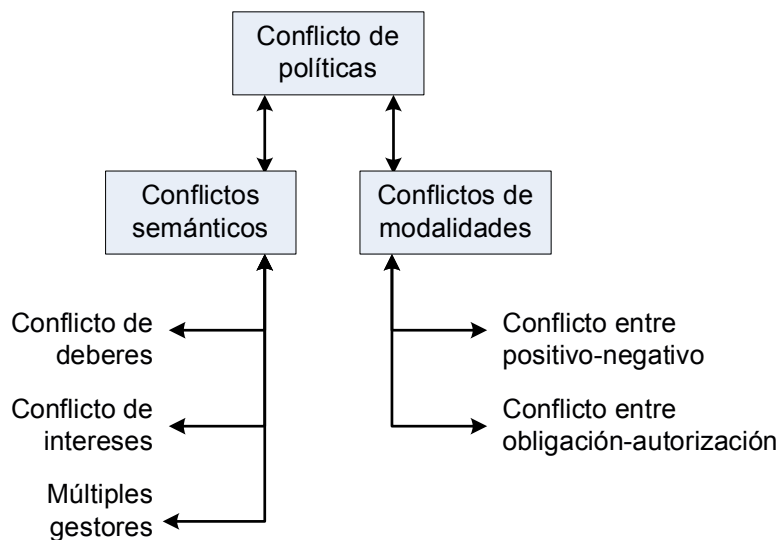 Conflicto de
políticas
Conflictos
semánticos
Conflictos de
modalidades
Conflicto de
deberes
Conflicto de
intereses
Múltiples
gestores
Conflicto entre
positivo-negativo
Conflicto entre
obligación-autorización